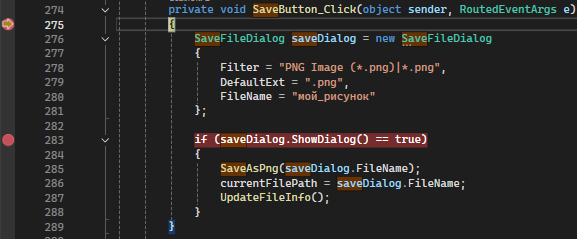 274 private void SaveButton_Click(object sender, RoutedEventArgs e)
275 {
276 SaveFileDialog saveDialog = new SaveFileDialog
277 {
278 Filter = "PNG Image (*.png)|*.png",
279 DefaultExt = ".png",
280 FileName = "мой_рисунок"
281 };
282
283 if (saveDialog.ShowDialog() == true)
284 {
285 SaveAsPng(saveDialog.FileName);
286 currentFilePath = saveDialog.FileName;
287 UpdateFileInfo();
288 }
289 }